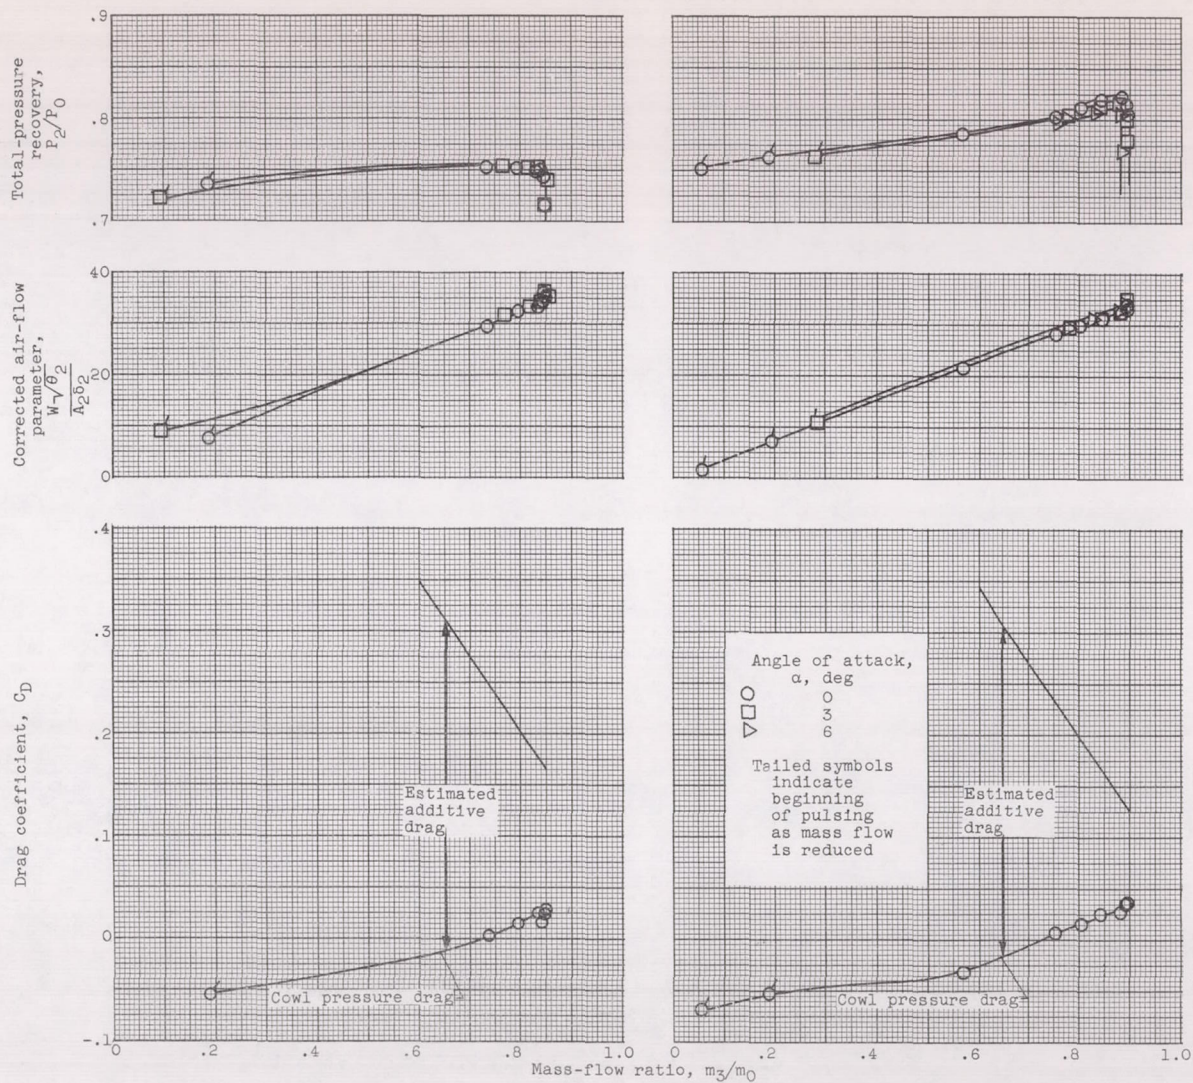 Total-pressure
recovery,
P2/P0
.9
.8
.7
Corrected air-flow
parameter,
W√θ2
A2δ2
40
20
0
Drag coefficient, CD
.4
.3
.2
.1
0
-.1
Estimated
additive
drag
Cowl pressure drag
Angle of attack,
α, deg
0
3
6
Tailed symbols
indicate
beginning
of pulsing
as mass flow
is reduced
Estimated
additive
drag
Cowl pressure drag
0 .2 .4 .6 .8 1.0
0 .2 .4 .6 .8 1.0
Mass-flow ratio, m3/m0